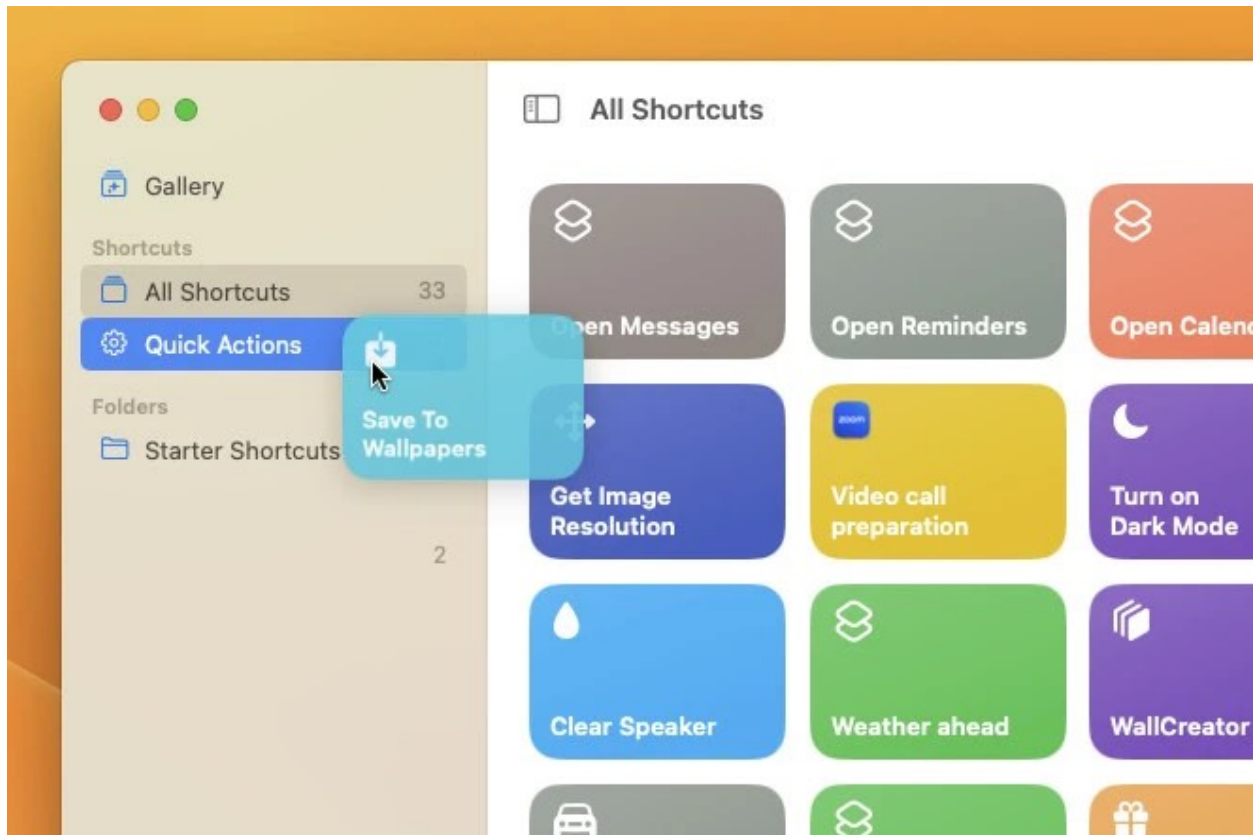 All Shortcuts
Gallery
Shortcuts
All Shortcuts 33
Quick Actions
Folders
Starter Shortcuts
2
Save To
Wallpapers
Open Messages
Open Reminders
Open Calend
Get Image
Resolution
zoom
Video call
preparation
Turn on
Dark Mode
Clear Speaker
Weather ahead
WallCreator